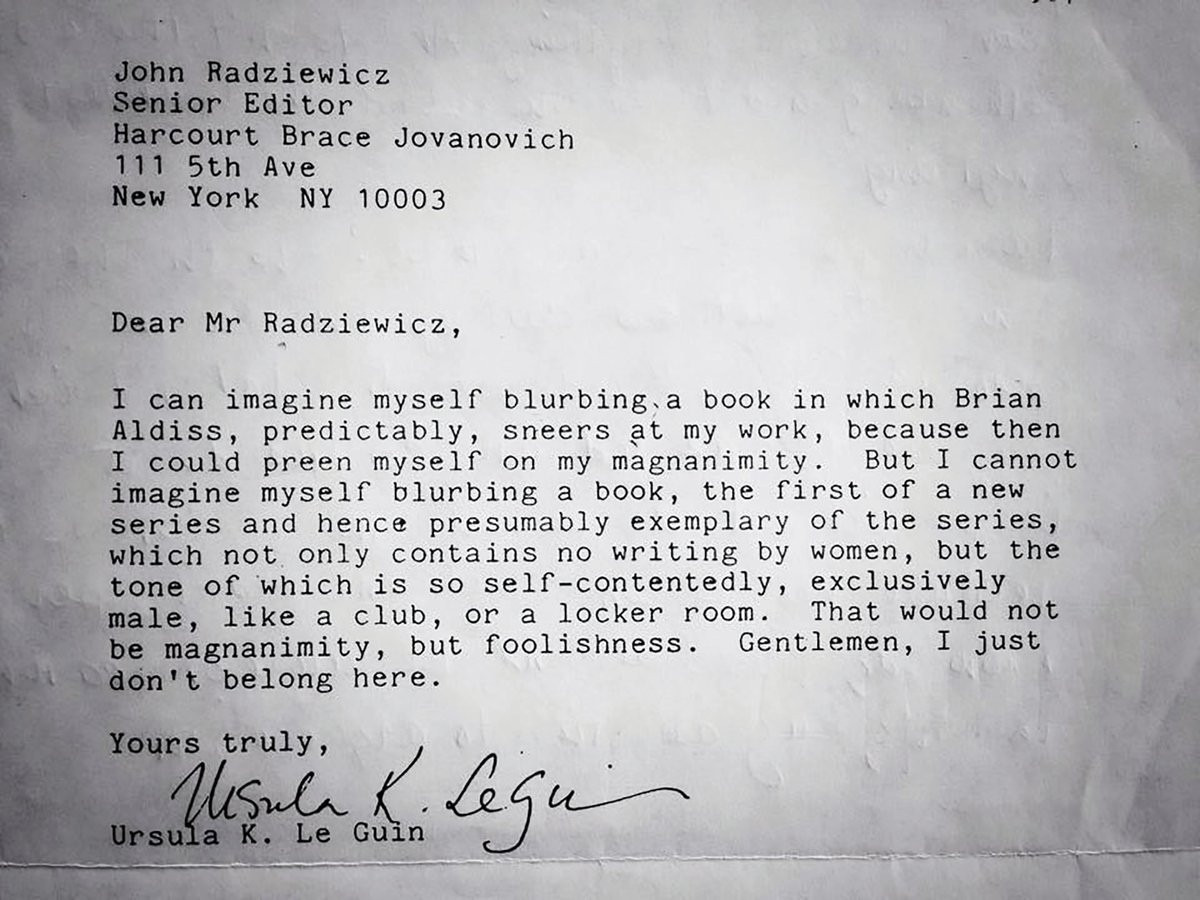 John Radziewicz
Senior Editor
Harcourt Brace Jovanovich
111 5th Ave
New York  NY 10003
Dear Mr Radziewicz,
I can imagine myself blurbing a book in which Brian
Aldiss, predictably, sneers at my work, because then
I could preen myself on my magnanimity.  But I cannot
imagine myself blurbing a book, the first of a new
series and hence presumably exemplary of the series,
which not only contains no writing by women, but the
tone of which is so self-contentedly, exclusively
male, like a club, or a locker room.  That would not
be magnanimity, but foolishness.  Gentlemen, I just
don't belong here.
Yours truly,
Ursula K. LeGuin
Ursula K. Le Guin